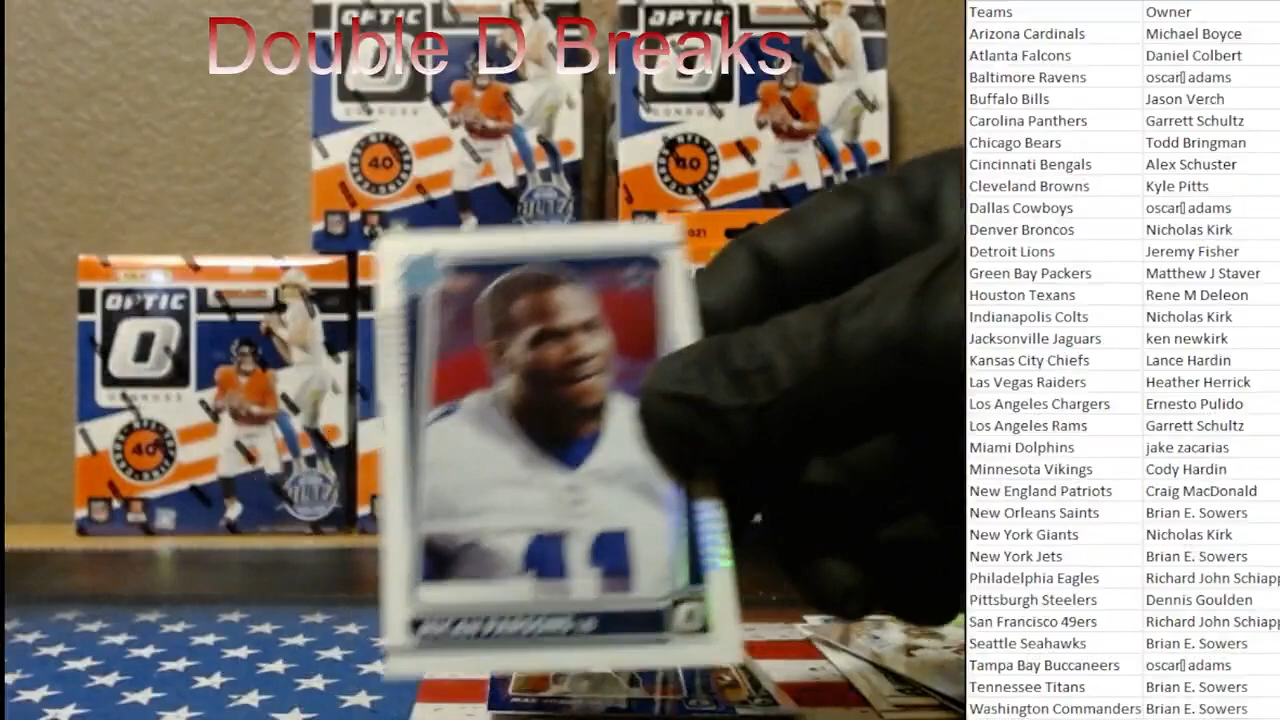 Double D Breaks
OPTIC
OPTIC
40
40
OPTIC
DONRUSS
40
11
Teams Owner
Arizona Cardinals Michael Boyce
Atlanta Falcons Daniel Colbert
Baltimore Ravens oscar▯ adams
Buffalo Bills Jason Verch
Carolina Panthers Garrett Schultz
Chicago Bears Todd Bringman
Cincinnati Bengals Alex Schuster
Cleveland Browns Kyle Pitts
Dallas Cowboys oscar▯ adams
Denver Broncos Nicholas Kirk
Detroit Lions Jeremy Fisher
Green Bay Packers Matthew J Staver
Houston Texans Rene M Deleon
Indianapolis Colts Nicholas Kirk
Jacksonville Jaguars ken newkirk
Kansas City Chiefs Lance Hardin
Las Vegas Raiders Heather Herrick
Los Angeles Chargers Ernesto Pulido
Los Angeles Rams Garrett Schultz
Miami Dolphins jake zacarias
Minnesota Vikings Cody Hardin
New England Patriots Craig MacDonald
New Orleans Saints Brian E. Sowers
New York Giants Nicholas Kirk
New York Jets Brian E. Sowers
Philadelphia Eagles Richard John Schiapp
Pittsburgh Steelers Dennis Goulden
San Francisco 49ers Richard John Schiapp
Seattle Seahawks Brian E. Sowers
Tampa Bay Buccaneers oscar▯ adams
Tennessee Titans Brian E. Sowers
Washington Commanders Brian E. Sowers